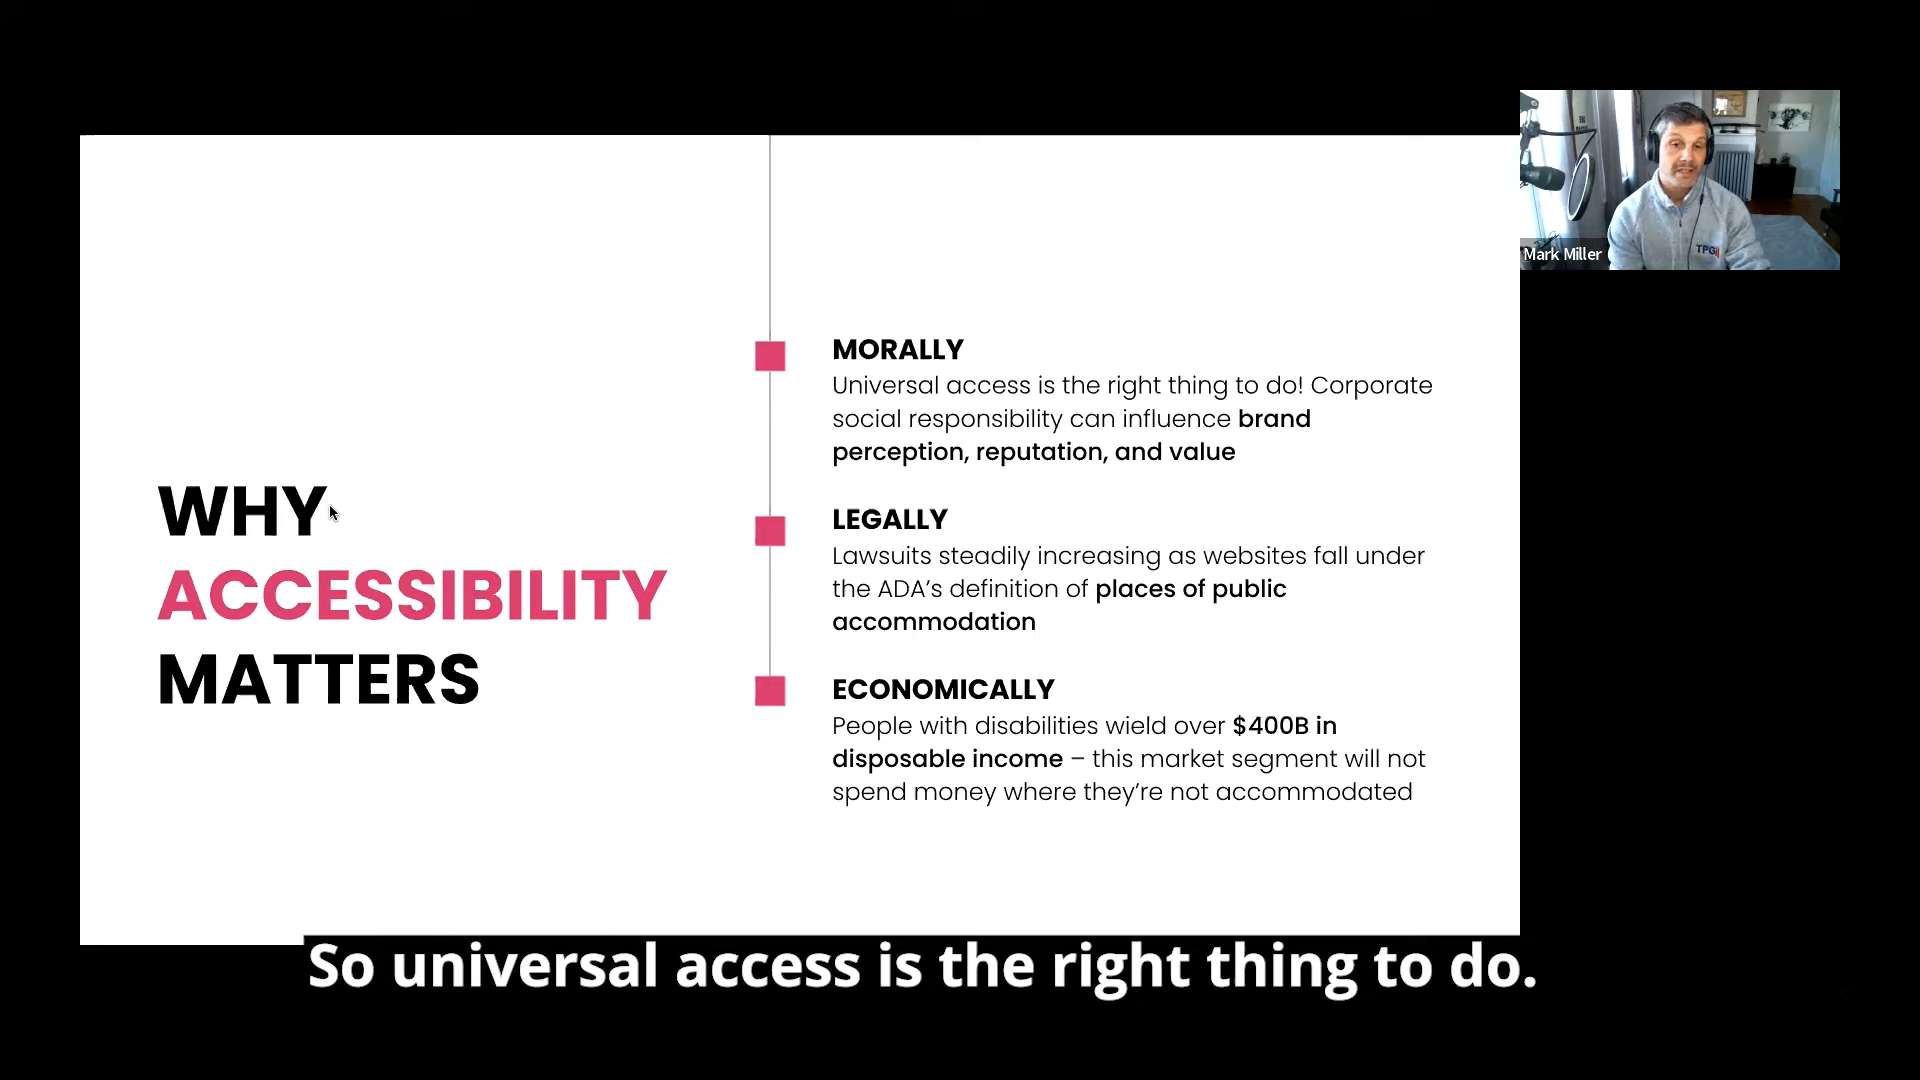 WHY
ACCESSIBILITY
MATTERS
MORALLY
Universal access is the right thing to do! Corporate
social responsibility can influence brand
perception, reputation, and value
LEGALLY
Lawsuits steadily increasing as websites fall under
the ADA’s definition of places of public
accommodation
ECONOMICALLY
People with disabilities wield over $400B in
disposable income – this market segment will not
spend money where they’re not accommodated
TPGi
Mark Miller
So universal access is the right thing to do.